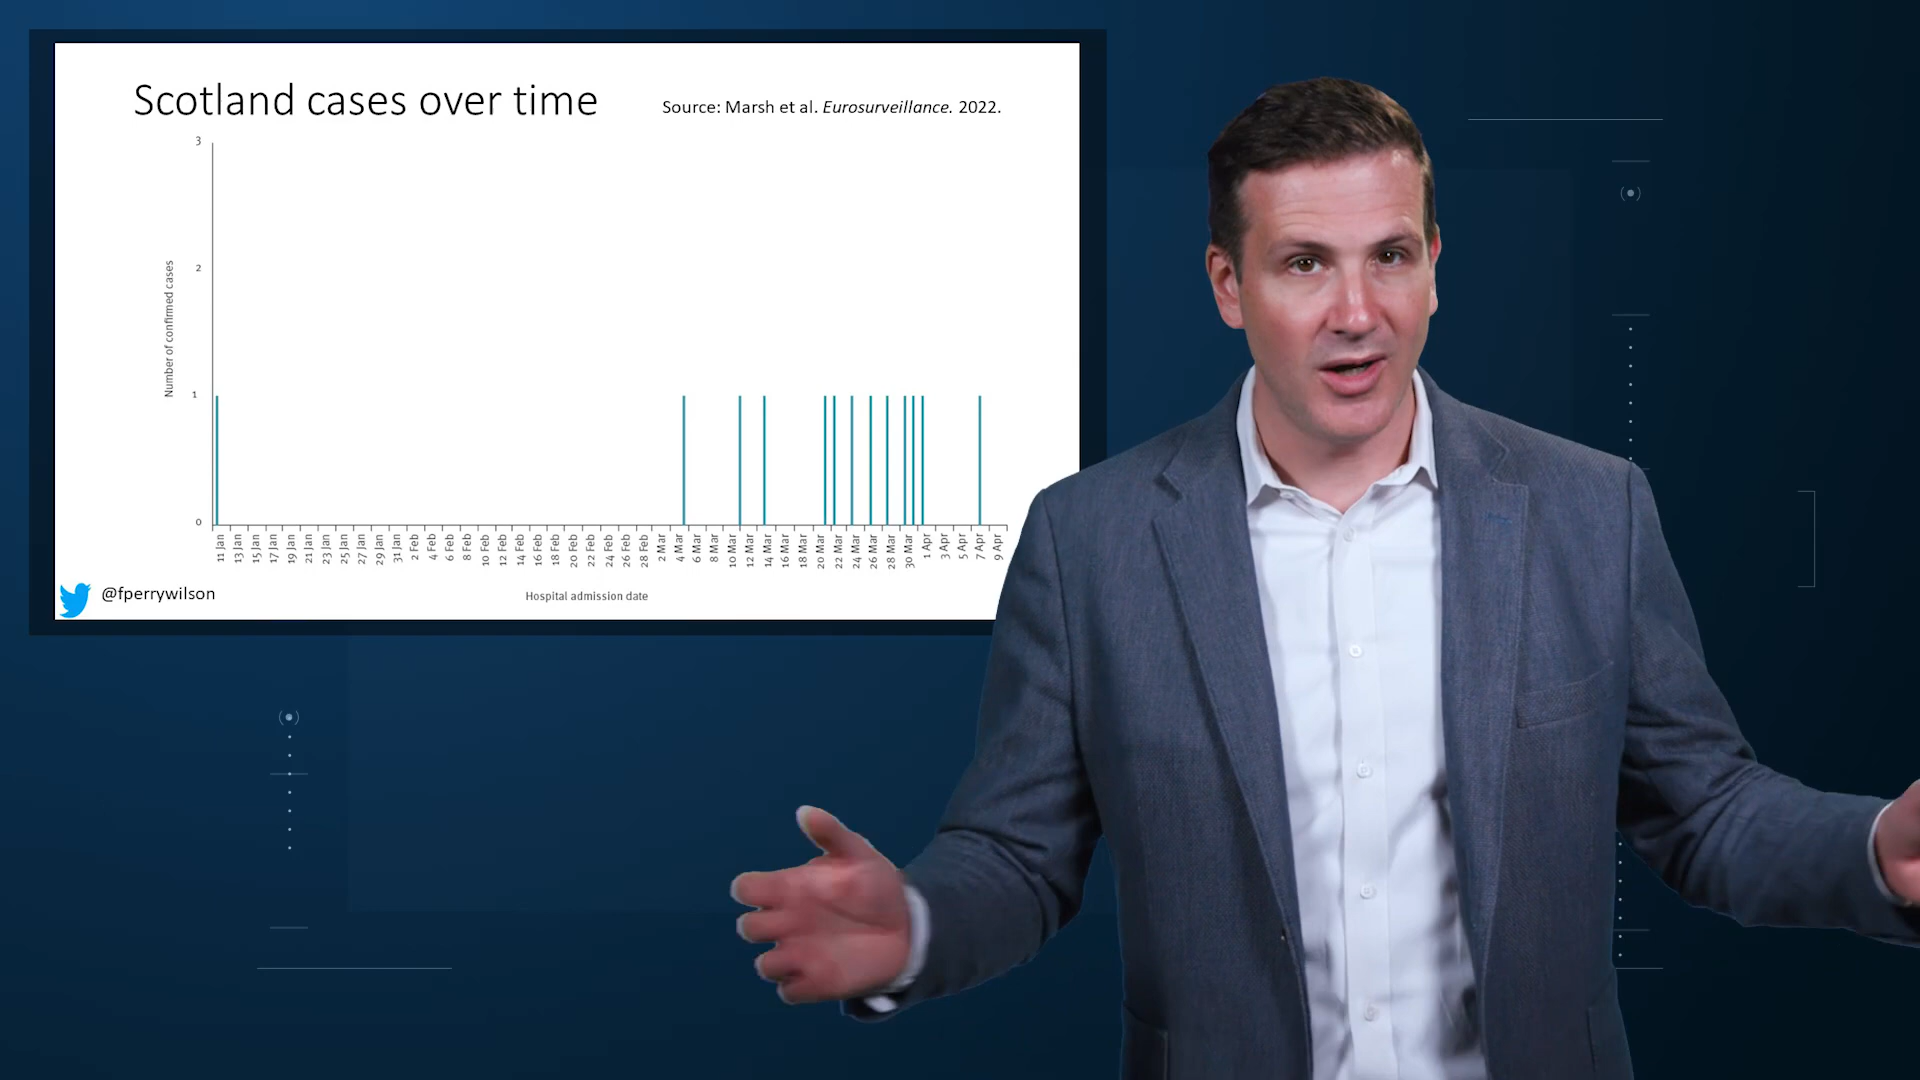 Scotland cases over time
Source: Marsh et al. Eurosurveillance. 2022.
3
2
1
0
Number of confirmed cases
11 Jan
13 Jan
15 Jan
17 Jan
19 Jan
21 Jan
23 Jan
25 Jan
27 Jan
29 Jan
31 Jan
2 Feb
4 Feb
6 Feb
8 Feb
10 Feb
12 Feb
14 Feb
16 Feb
18 Feb
20 Feb
22 Feb
24 Feb
26 Feb
28 Feb
2 Mar
4 Mar
6 Mar
8 Mar
10 Mar
12 Mar
14 Mar
16 Mar
18 Mar
20 Mar
22 Mar
24 Mar
26 Mar
28 Mar
30 Mar
1 Apr
3 Apr
5 Apr
7 Apr
9 Apr
Hospital admission date
@fperrywilson